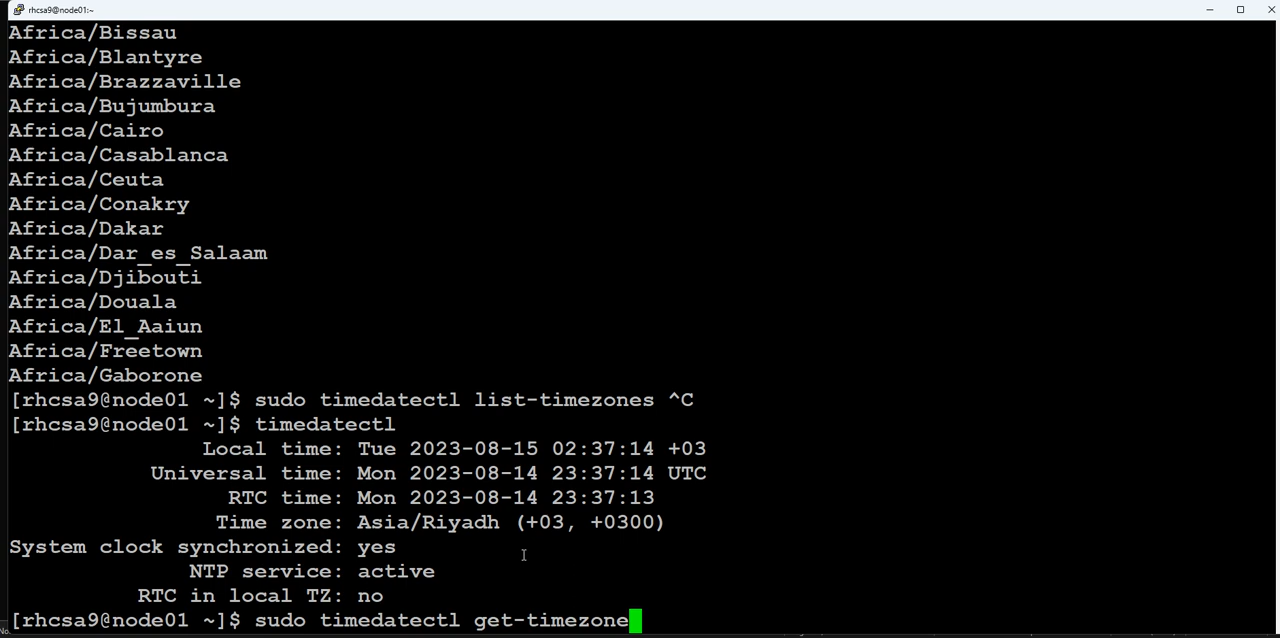 rhcsa9@node01:~
Africa/Bissau
Africa/Blantyre
Africa/Brazzaville
Africa/Bujumbura
Africa/Cairo
Africa/Casablanca
Africa/Ceuta
Africa/Conakry
Africa/Dakar
Africa/Dar_es_Salaam
Africa/Djibouti
Africa/Douala
Africa/El_Aaiun
Africa/Freetown
Africa/Gaborone
[rhcsa9@node01 ~]$ sudo timedatectl list-timezones ^C
[rhcsa9@node01 ~]$ timedatectl
Local time: Tue 2023-08-15 02:37:14 +03
Universal time: Mon 2023-08-14 23:37:14 UTC
RTC time: Mon 2023-08-14 23:37:13
Time zone: Asia/Riyadh (+03, +0300)
System clock synchronized: yes
NTP service: active
RTC in local TZ: no
[rhcsa9@node01 ~]$ sudo timedatectl get-timezone